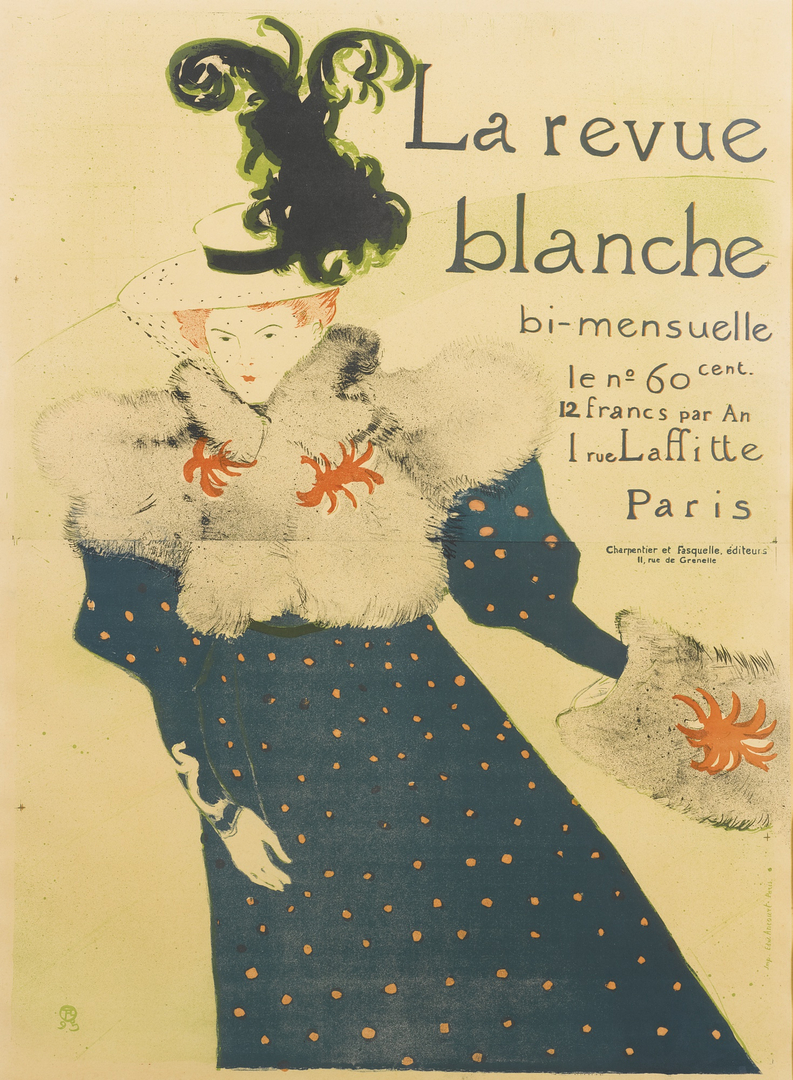 La revue
blanche
bi-mensuelle
le nº 60 cent.
12 francs par An
1 rue Laffitte
Paris
Charpentier et Fasquelle, éditeurs
11, rue de Grenelle